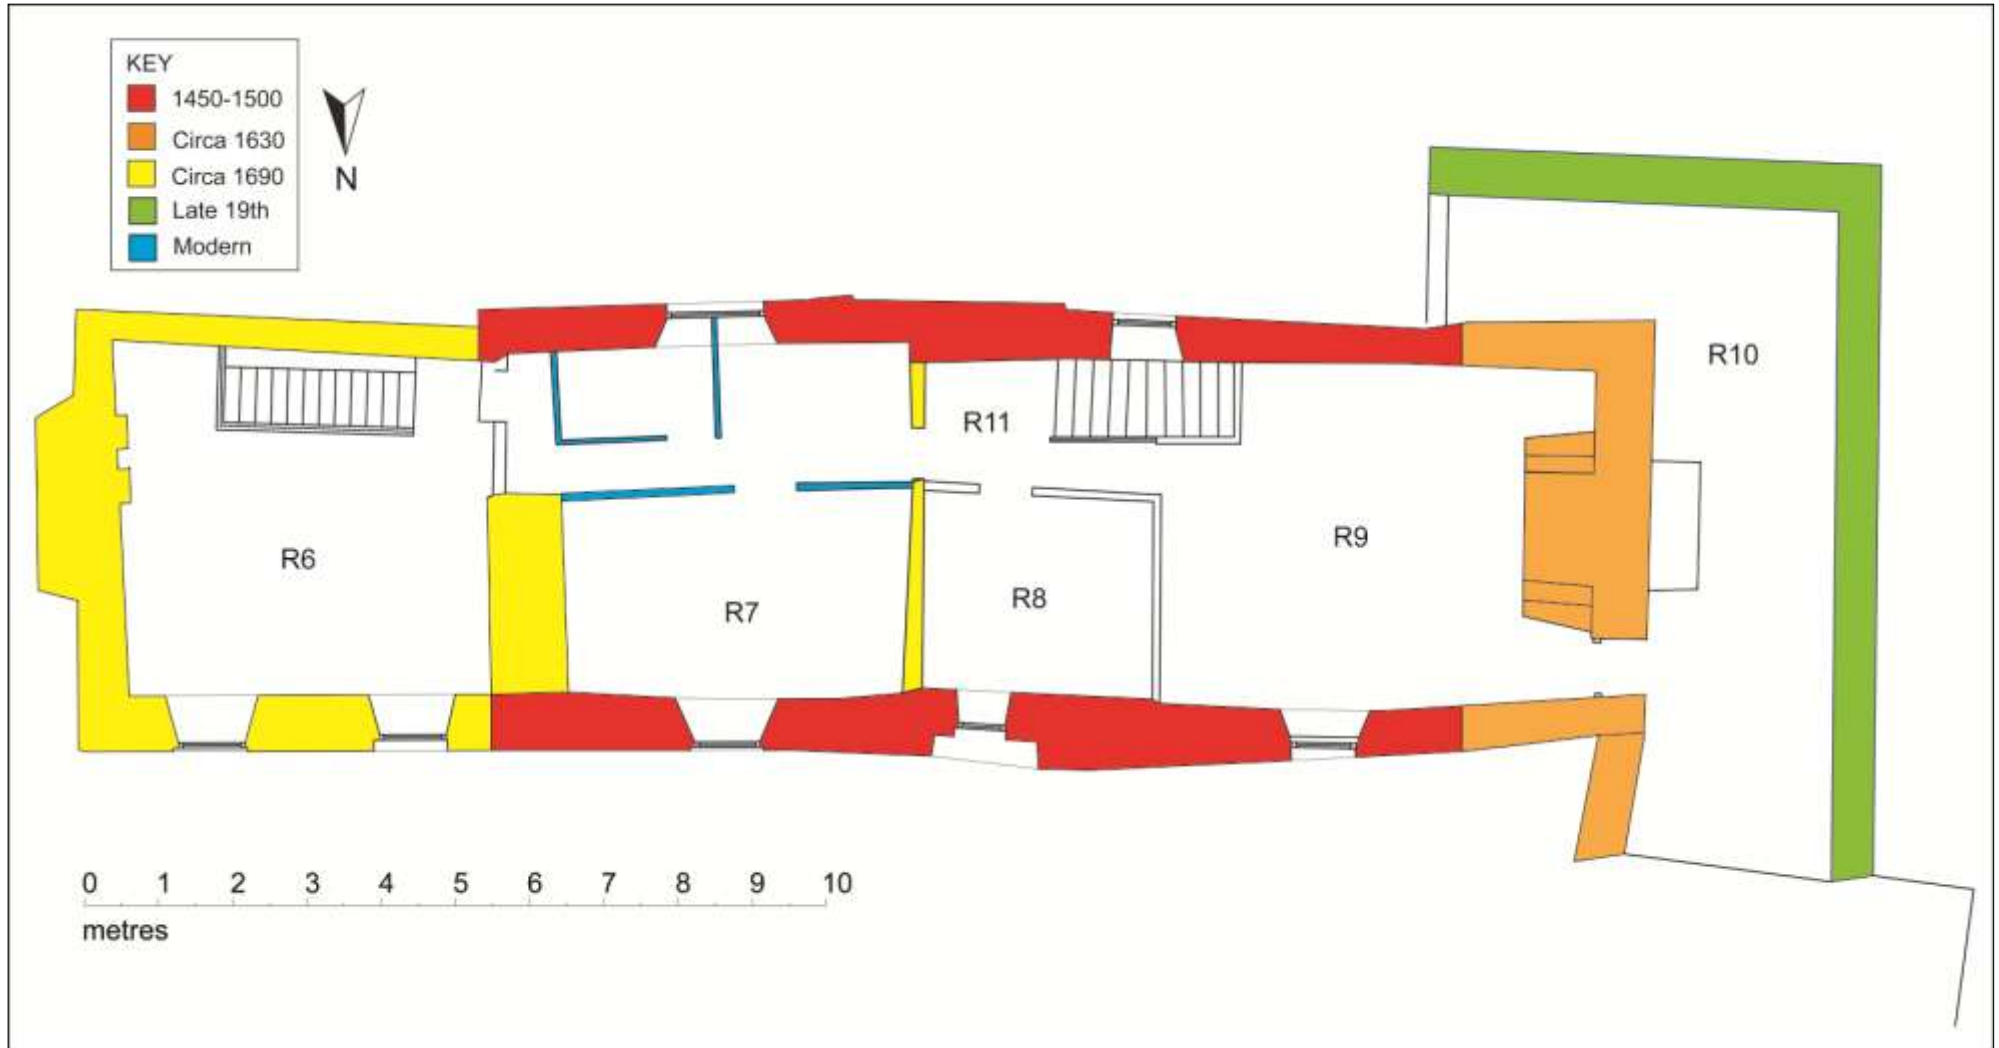 KEY
1450-1500
Circa 1630
Circa 1690
Late 19th
Modern
N
R10
R11
R9
R6
R8
R7
0 1 2 3 4 5 6 7 8 9 10
metres